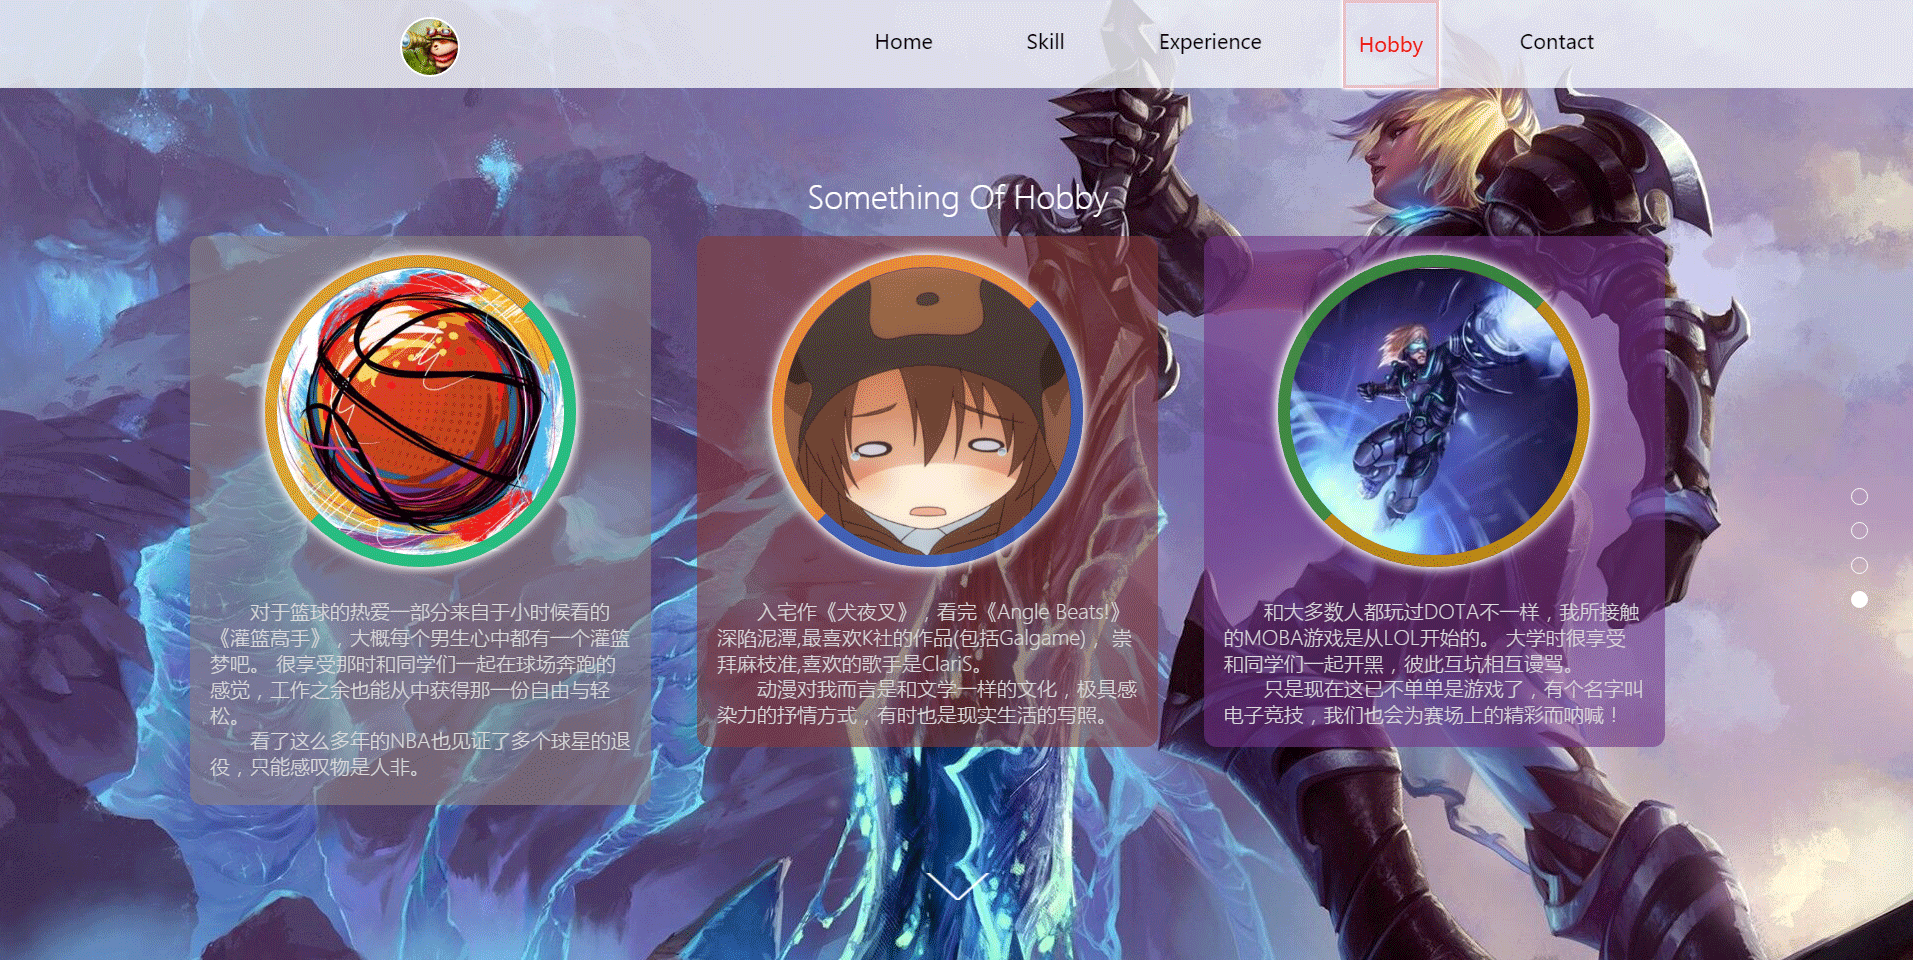 Home Skill Experience Hobby Contact
Something Of Hobby
对于篮球的热爱一部分来自于小时候看的
《灌篮高手》，大概每个男生心中都有一个灌篮
梦吧。 很享受那时和同学们一起在球场奔跑的
感觉，工作之余也能从中获得那一份自由与轻
松。
看了这么多年的NBA也见证了多个球星的退
役，只能感叹物是人非。
入宅作《犬夜叉》，看完《Angle Beats!》
深陷泥潭,最喜欢K社的作品(包括Galgame)， 崇
拜麻枝准,喜欢的歌手是ClariS。
动漫对我而言是和文学一样的文化，极具感
染力的抒情方式，有时也是现实生活的写照。
和大多数人都玩过DOTA不一样，我所接触
的MOBA游戏是从LOL开始的。 大学时很享受
和同学们一起开黑，彼此互坑相互谩骂。
只是现在这已不单单是游戏了，有个名字叫
电子竞技，我们也会为赛场上的精彩而呐喊！